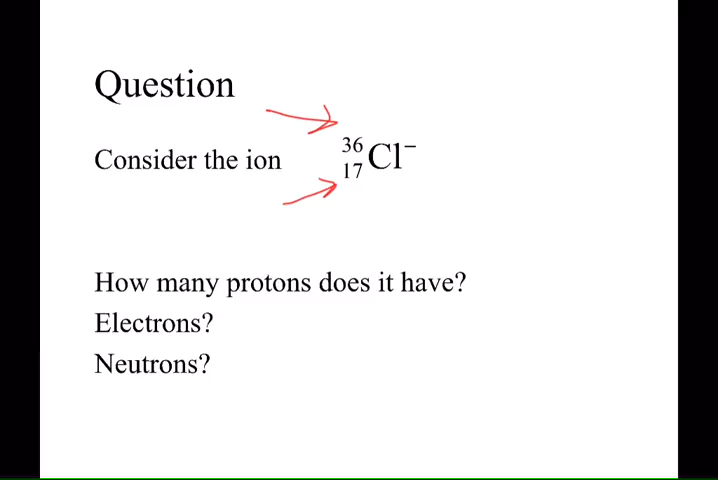 Question
Consider the ion ³⁶₁₇Cl⁻
How many protons does it have?
Electrons?
Neutrons?